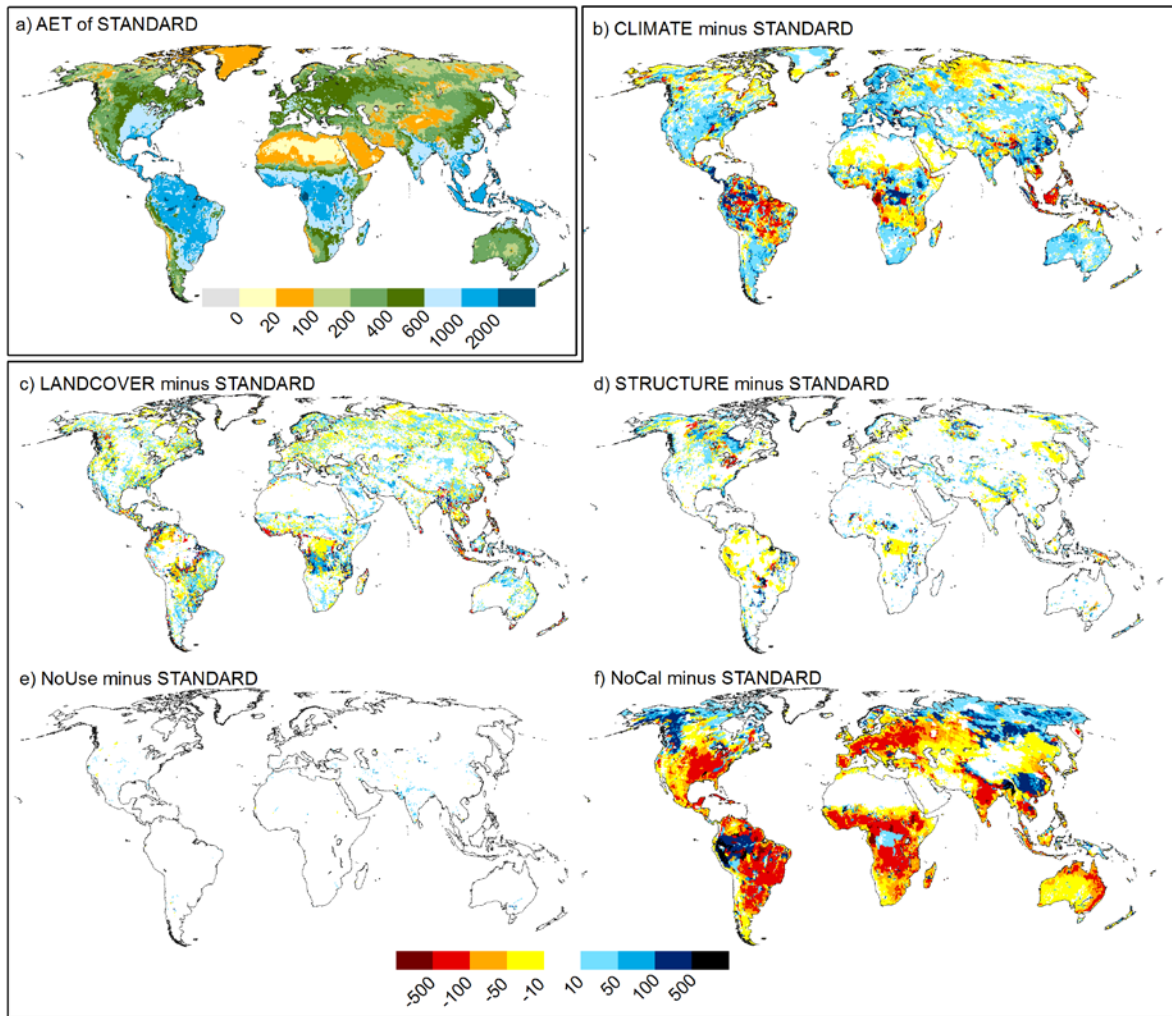 a) AET of STANDARD
b) CLIMATE minus STANDARD
0 20 100 200 400 600 1000 2000
c) LANDCOVER minus STANDARD
d) STRUCTURE minus STANDARD
e) NoUse minus STANDARD
f) NoCal minus STANDARD
-500 -100 -50 -10 10 50 100 500